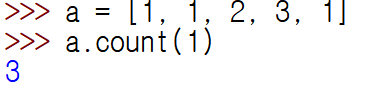 >>> a = [1, 1, 2, 3, 1]
>>> a.count(1)
3